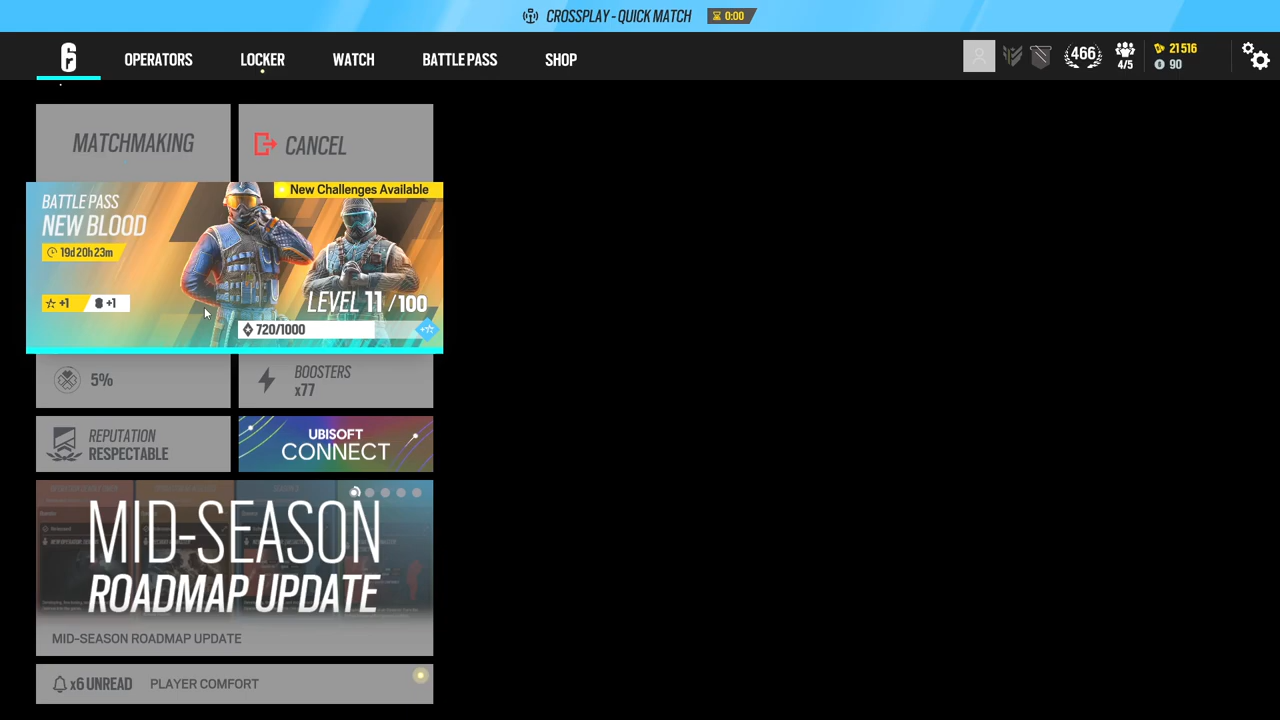 CROSSPLAY - QUICK MATCH
0:00
OPERATORS
LOCKER
WATCH
BATTLE PASS
SHOP
466
4/5
21 516
90
MATCHMAKING
CANCEL
New Challenges Available
BATTLE PASS
NEW BLOOD
19d 20h 23m
+1
+1
LEVEL 11 /100
720/1000
5%
BOOSTERS
x77
REPUTATION
RESPECTABLE
UBISOFT
CONNECT
MID-SEASON
ROADMAP UPDATE
MID-SEASON ROADMAP UPDATE
x6 UNREAD
PLAYER COMFORT